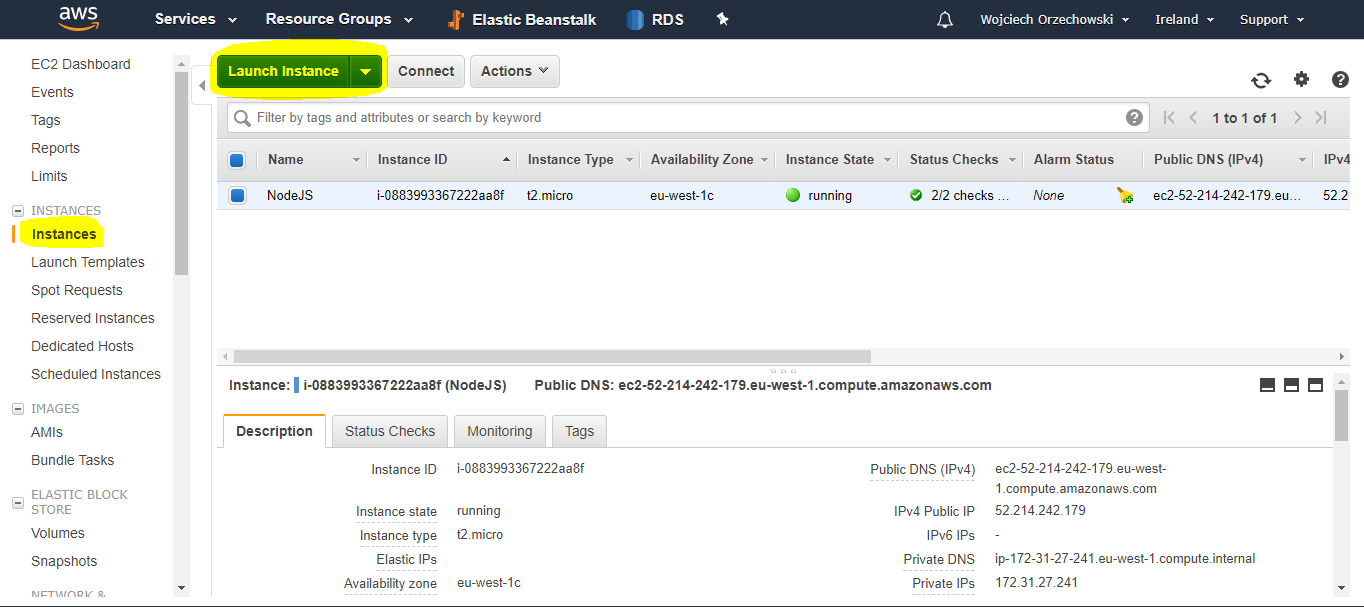 aws Services Resource Groups Elastic Beanstalk RDS Wojciech Orzechowski Ireland Support
EC2 Dashboard
Events
Tags
Reports
Limits
INSTANCES
Instances
Launch Templates
Spot Requests
Reserved Instances
Dedicated Hosts
Scheduled Instances
IMAGES
AMIs
Bundle Tasks
ELASTIC BLOCK
STORE
Volumes
Snapshots
NETWORK &
Launch Instance Connect Actions
Filter by tags and attributes or search by keyword ? 1 to 1 of 1
Name Instance ID Instance Type Availability Zone Instance State Status Checks Alarm Status Public DNS (IPv4) IPv4
NodeJS i-0883993367222aa8f t2.micro eu-west-1c running 2/2 checks ... None ec2-52-214-242-179.eu... 52.2
Instance: i-0883993367222aa8f (NodeJS) Public DNS: ec2-52-214-242-179.eu-west-1.compute.amazonaws.com
Description Status Checks Monitoring Tags
Instance ID i-0883993367222aa8f Public DNS (IPv4) ec2-52-214-242-179.eu-west-
1.compute.amazonaws.com
Instance state running IPv4 Public IP 52.214.242.179
Instance type t2.micro IPv6 IPs -
Elastic IPs Private DNS ip-172-31-27-241.eu-west-1.compute.internal
Availability zone eu-west-1c Private IPs 172.31.27.241